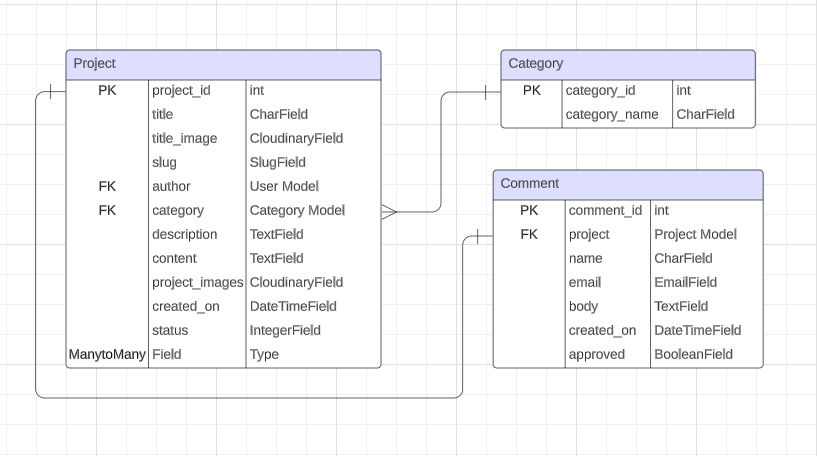 Project
PK project_id int
title CharField
title_image CloudinaryField
slug SlugField
FK author User Model
FK category Category Model
description TextField
content TextField
project_images CloudinaryField
created_on DateTimeField
status IntegerField
ManytoMany Field Type
Category
PK category_id int
category_name CharField
Comment
PK comment_id int
FK project Project Model
name CharField
email EmailField
body TextField
created_on DateTimeField
approved BooleanField